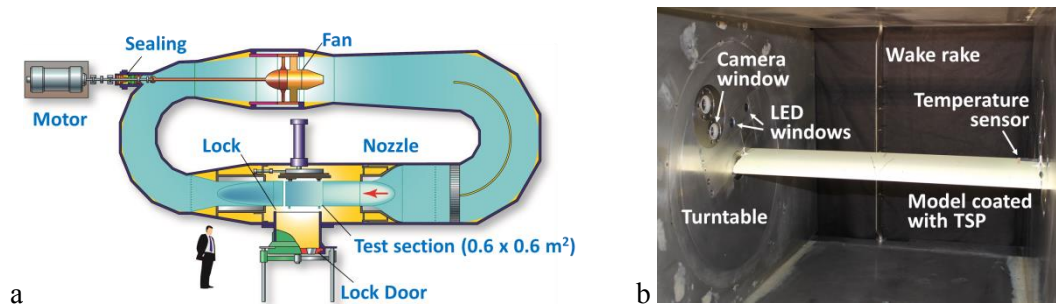 Sealing
Fan
Motor
Lock
Nozzle
Test section (0.6 x 0.6 m²)
Lock Door
a
Camera
window
Wake rake
LED
windows
Temperature
sensor
Turntable
Model coated
with TSP
b